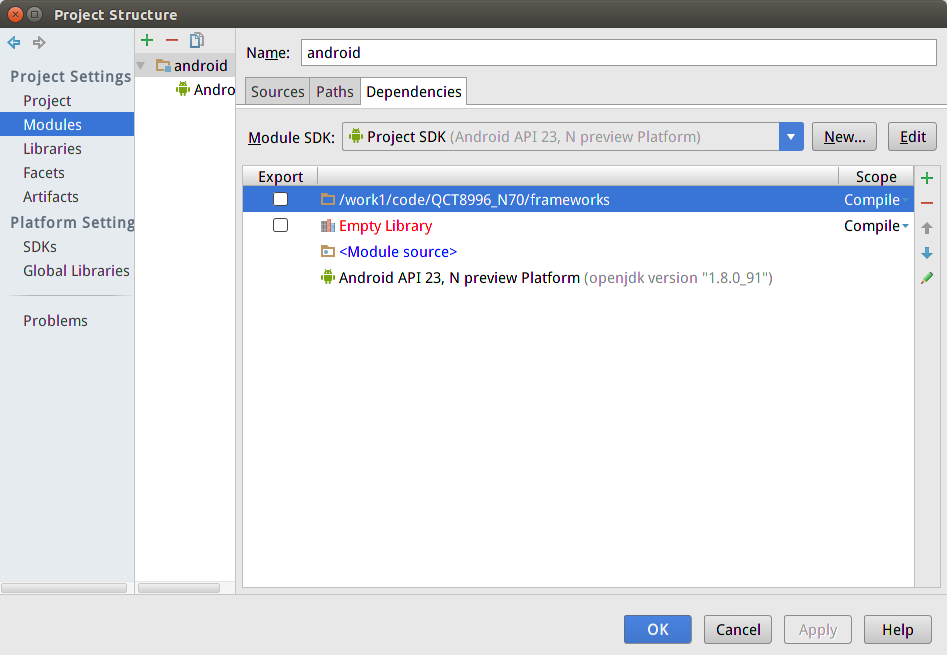 Project Structure
Project Settings
Project
Modules
Libraries
Facets
Artifacts
Platform Setting
SDKs
Global Libraries
Problems
android
Andro
Name: android
Sources Paths Dependencies
Module SDK: Project SDK (Android API 23, N preview Platform) New... Edit
Export Scope
/work1/code/QCT8996_N70/frameworks Compile
Empty Library Compile
<Module source>
Android API 23, N preview Platform (openjdk version "1.8.0_91")
OK Cancel Apply Help